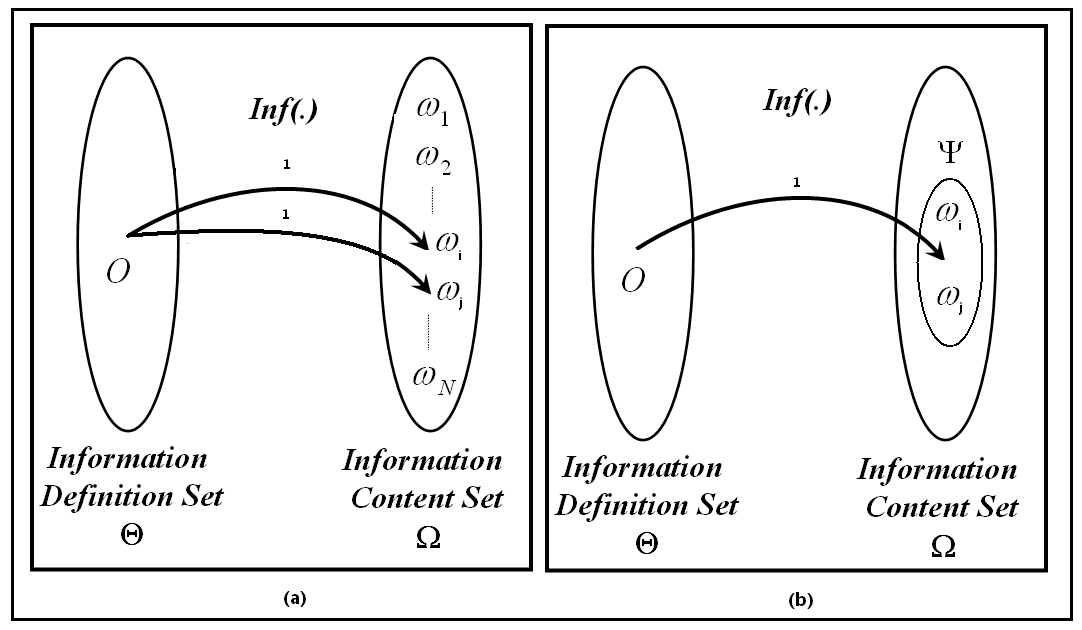 Inf(.)
ω1
ω2
1
1
ωi
ωj
O
ωN
Information
Definition Set
Θ
Information
Content Set
Ω
(a)
Inf(.)
Ψ
1
ωi
ωj
O
Information
Definition Set
Θ
Information
Content Set
Ω
(b)